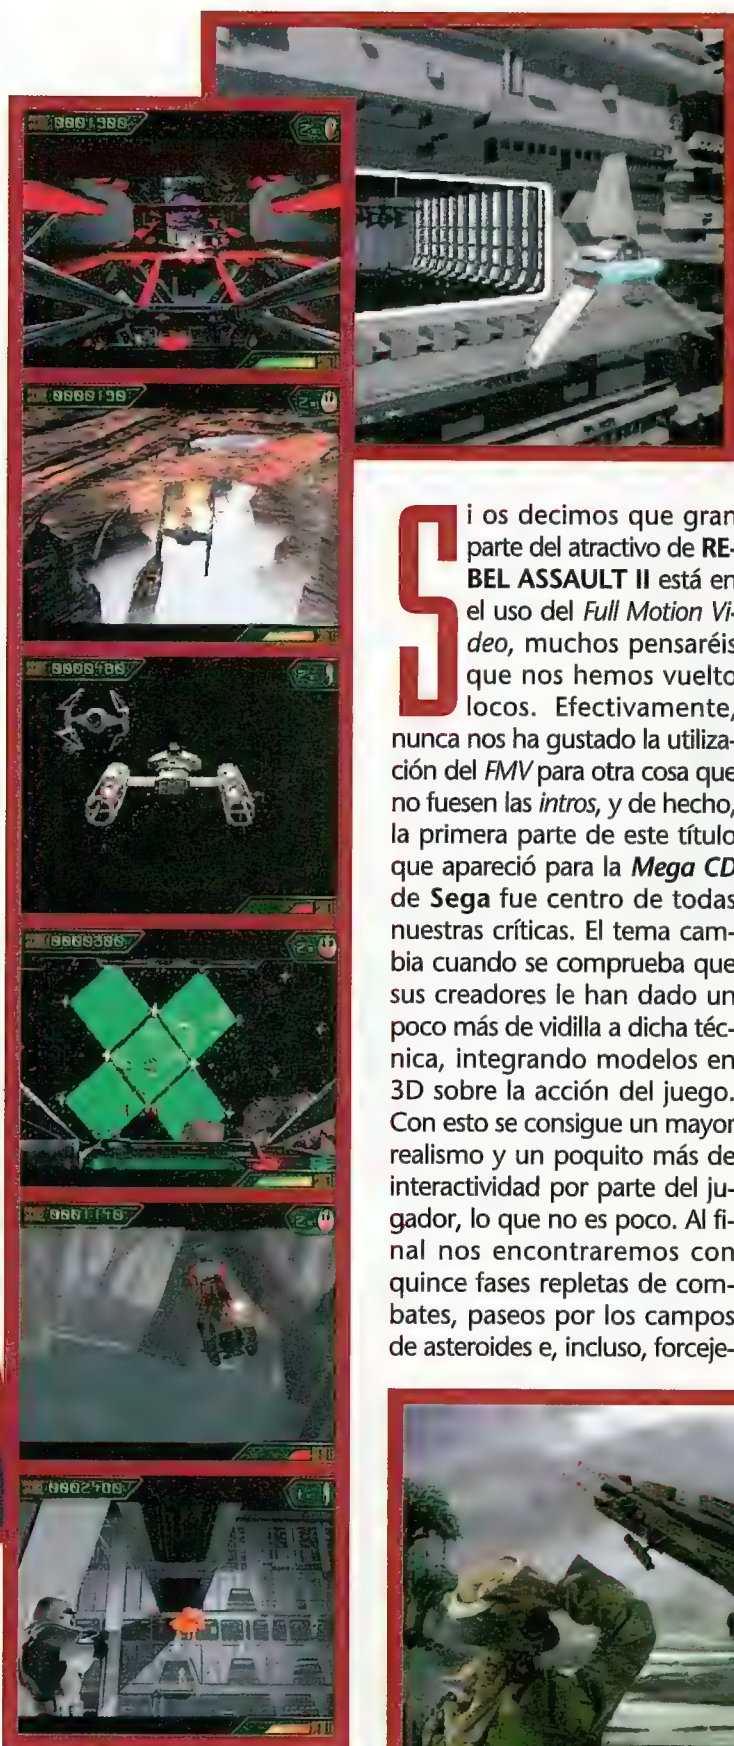 0001900
0000190
0000400
0000300
0001140
0002400
Si os decimos que gran
parte del atractivo de RE-
BEL ASSAULT II está en
el uso del Full Motion Vi-
deo, muchos pensaréis
que nos hemos vuelto
locos. Efectivamente,
nunca nos ha gustado la utiliza-
ción del FMV para otra cosa que
no fuesen las intros, y de hecho,
la primera parte de este título
que apareció para la Mega CD
de Sega fue centro de todas
nuestras críticas. El tema cam-
bia cuando se comprueba que
sus creadores le han dado un
poco más de vidilla a dicha téc-
nica, integrando modelos en
3D sobre la acción del juego.
Con esto se consigue un mayor
realismo y un poquito más de
interactividad por parte del ju-
gador, lo que no es poco. Al fi-
nal nos encontraremos con
quince fases repletas de com-
bates, paseos por los campos
de asteroides e, incluso, forceje-